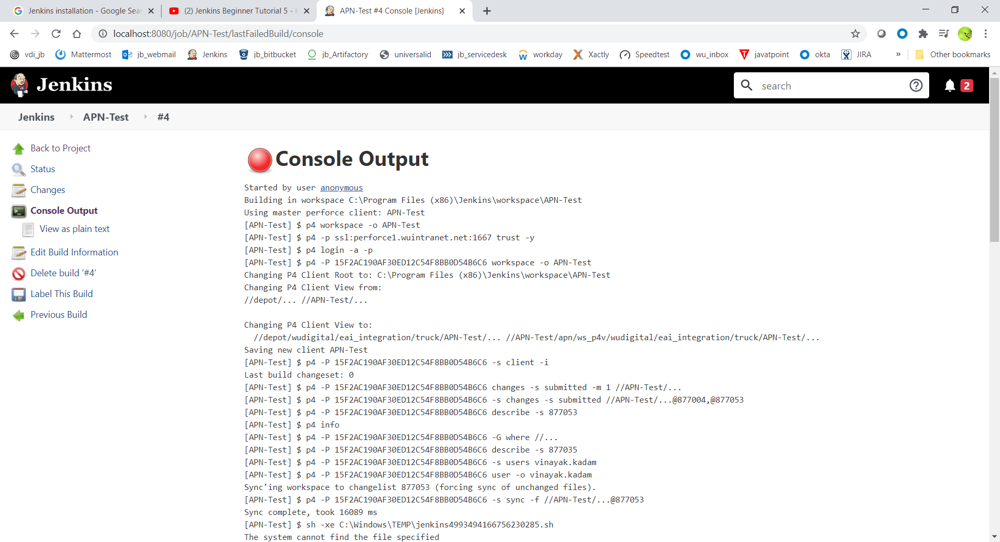 Jenkins installation - Google Sear
(2) Jenkins Beginner Tutorial 5 -
APN-Test #4 Console [Jenkins]
localhost:8080/job/APN-Test/lastFailedBuild/console
vdi_jb Mattermost jb_webmail Jenkins jb_bitbucket jb_Artifactory universalid jb_servicedesk workday Xactly Speedtest wu_inbox javatpoint okta JIRA » Other bookmarks
Jenkins search 2
Jenkins APN-Test #4
Back to Project
Status
Changes
Console Output
View as plain text
Edit Build Information
Delete build ‘#4’
Label This Build
Previous Build
Console Output
Started by user anonymous
Building in workspace C:\Program Files (x86)\Jenkins\workspace\APN-Test
Using master perforce client: APN-Test
[APN-Test] $ p4 workspace -o APN-Test
[APN-Test] $ p4 -p ssl:perforce1.wuintranet.net:1667 trust -y
[APN-Test] $ p4 login -a -p
[APN-Test] $ p4 -P 15F2AC190AF30ED12C54F8BB0D54B6C6 workspace -o APN-Test
Changing P4 Client Root to: C:\Program Files (x86)\Jenkins\workspace\APN-Test
Changing P4 Client View from:
//depot/... //APN-Test/...
Changing P4 Client View to:
//depot/wudigital/eai_integration/truck/APN-Test/... //APN-Test/apn/ws_p4v/wudigital/eai_integration/truck/APN-Test/...
Saving new client APN-Test
[APN-Test] $ p4 -P 15F2AC190AF30ED12C54F8BB0D54B6C6 -s client -i
Last build changeset: 0
[APN-Test] $ p4 -P 15F2AC190AF30ED12C54F8BB0D54B6C6 changes -s submitted -m 1 //APN-Test/...
[APN-Test] $ p4 -P 15F2AC190AF30ED12C54F8BB0D54B6C6 -s changes -s submitted //APN-Test/...@877004,@877053
[APN-Test] $ p4 -P 15F2AC190AF30ED12C54F8BB0D54B6C6 describe -s 877053
[APN-Test] $ p4 info
[APN-Test] $ p4 -P 15F2AC190AF30ED12C54F8BB0D54B6C6 -G where //...
[APN-Test] $ p4 -P 15F2AC190AF30ED12C54F8BB0D54B6C6 describe -s 877035
[APN-Test] $ p4 -P 15F2AC190AF30ED12C54F8BB0D54B6C6 -s users vinayak.kadam
[APN-Test] $ p4 -P 15F2AC190AF30ED12C54F8BB0D54B6C6 user -o vinayak.kadam
Sync'ing workspace to changelist 877053 (forcing sync of unchanged files).
[APN-Test] $ p4 -P 15F2AC190AF30ED12C54F8BB0D54B6C6 -s sync -f //APN-Test/...@877053
Sync complete, took 16089 ms
[APN-Test] $ sh -xe C:\Windows\TEMP\jenkins4993494166756230285.sh
The system cannot find the file specified